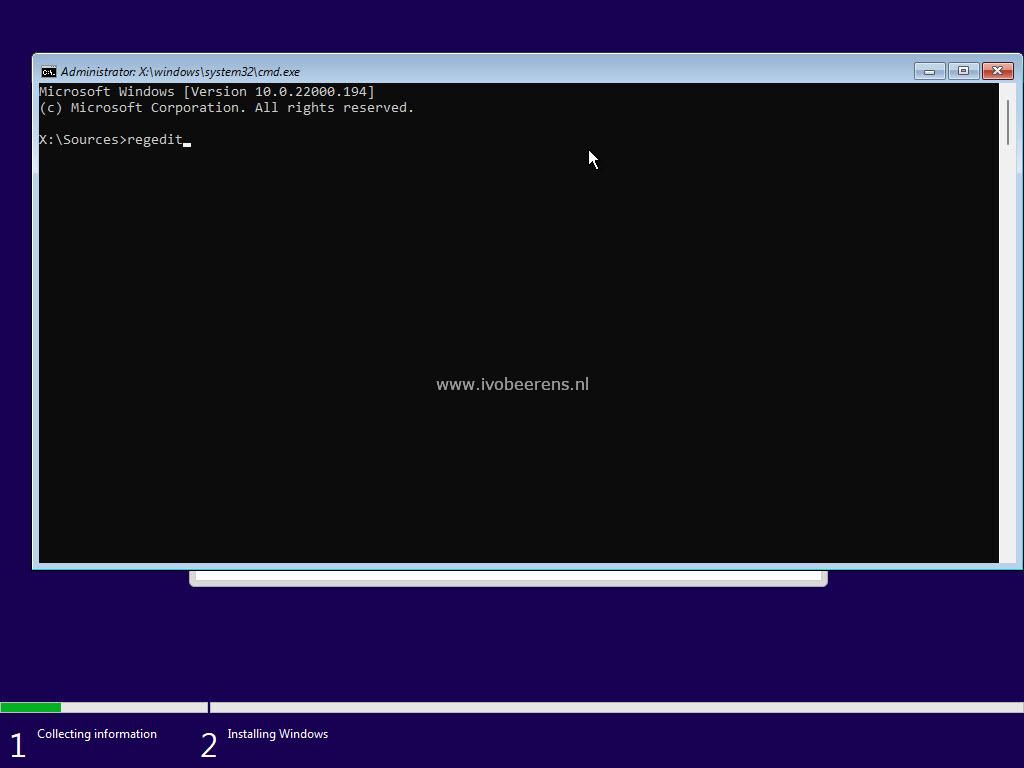 Administrator: X:\windows\system32\cmd.exe
Microsoft Windows [Version 10.0.22000.194]
(c) Microsoft Corporation. All rights reserved.
X:\Sources>regedit
www.ivobeerens.nl
1 Collecting information
2 Installing Windows